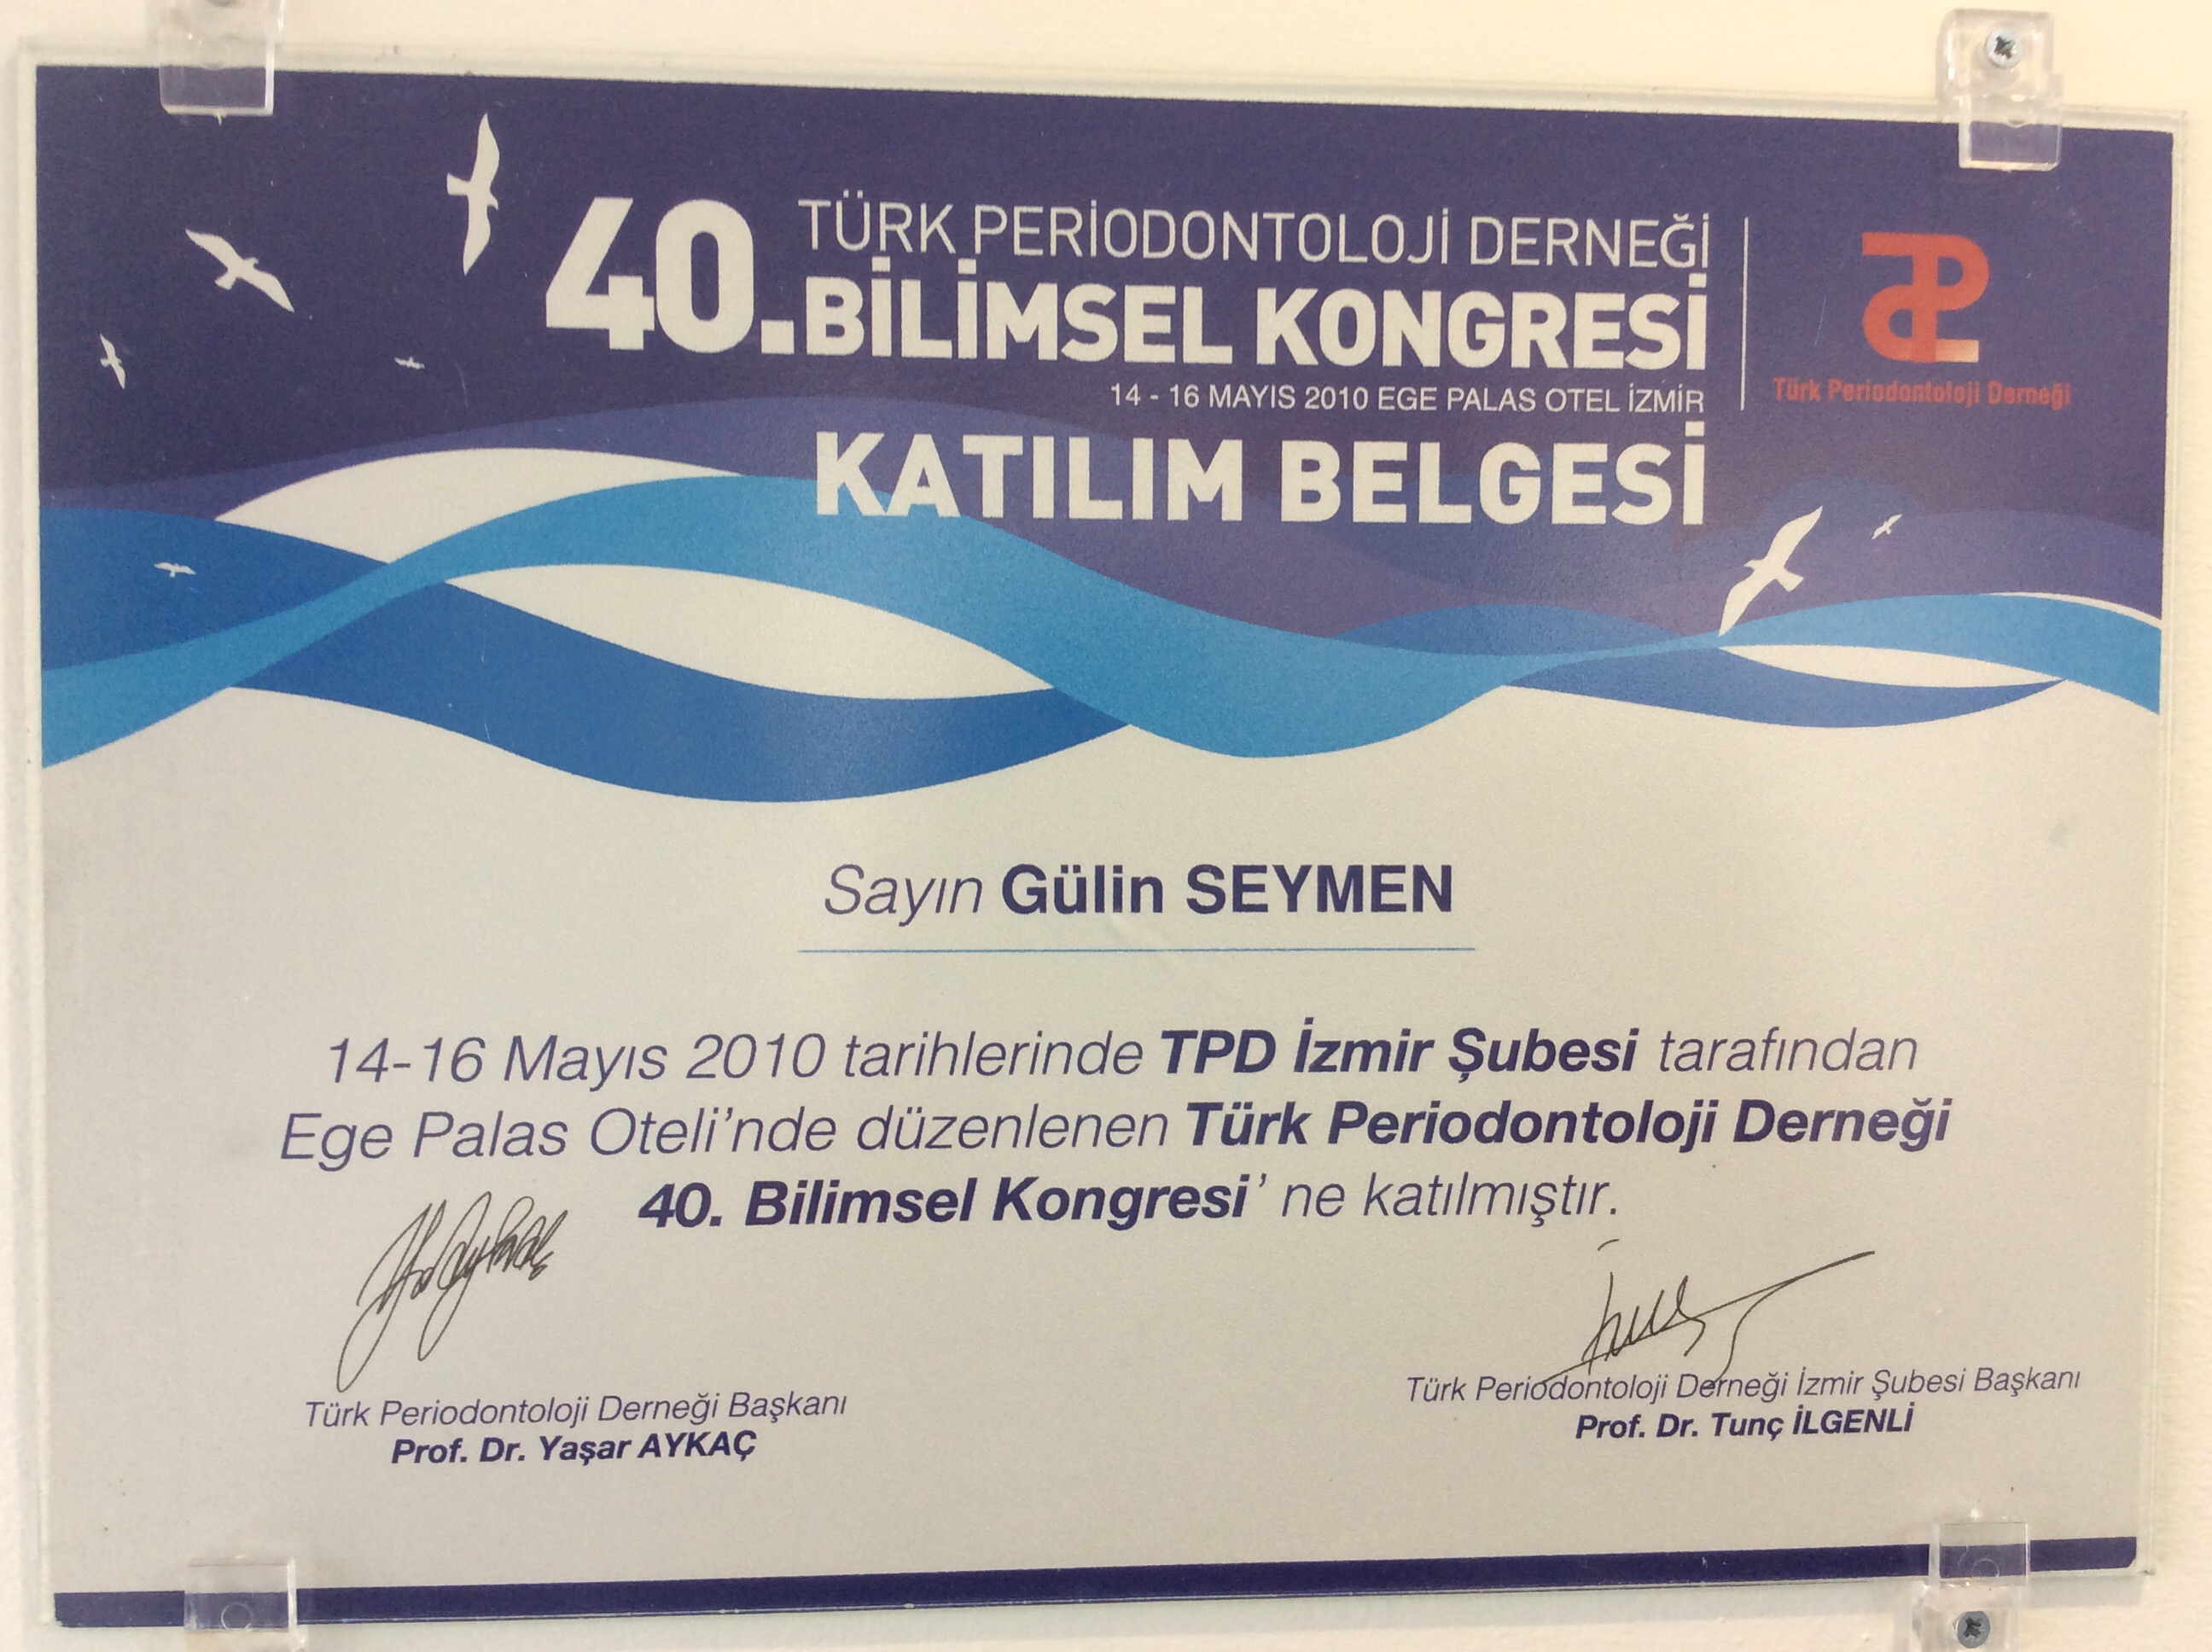 40. TÜRK PERİODONTOLOJİ DERNEĞİ
BİLİMSEL KONGRESİ
14 - 16 MAYIS 2010 EGE PALAS OTEL İZMİR
KATILIM BELGESİ
Türk Periodontoloji Derneği
Sayın Gülin SEYMEN
14-16 Mayıs 2010 tarihlerinde TPD İzmir Şubesi tarafından
Ege Palas Oteli'nde düzenlenen Türk Periodontoloji Derneği
40. Bilimsel Kongresi' ne katılmıştır.
Türk Periodontoloji Derneği Başkanı
Prof. Dr. Yaşar AYKAÇ
Türk Periodontoloji Derneği İzmir Şubesi Başkanı
Prof. Dr. Tunç İLGENLİ